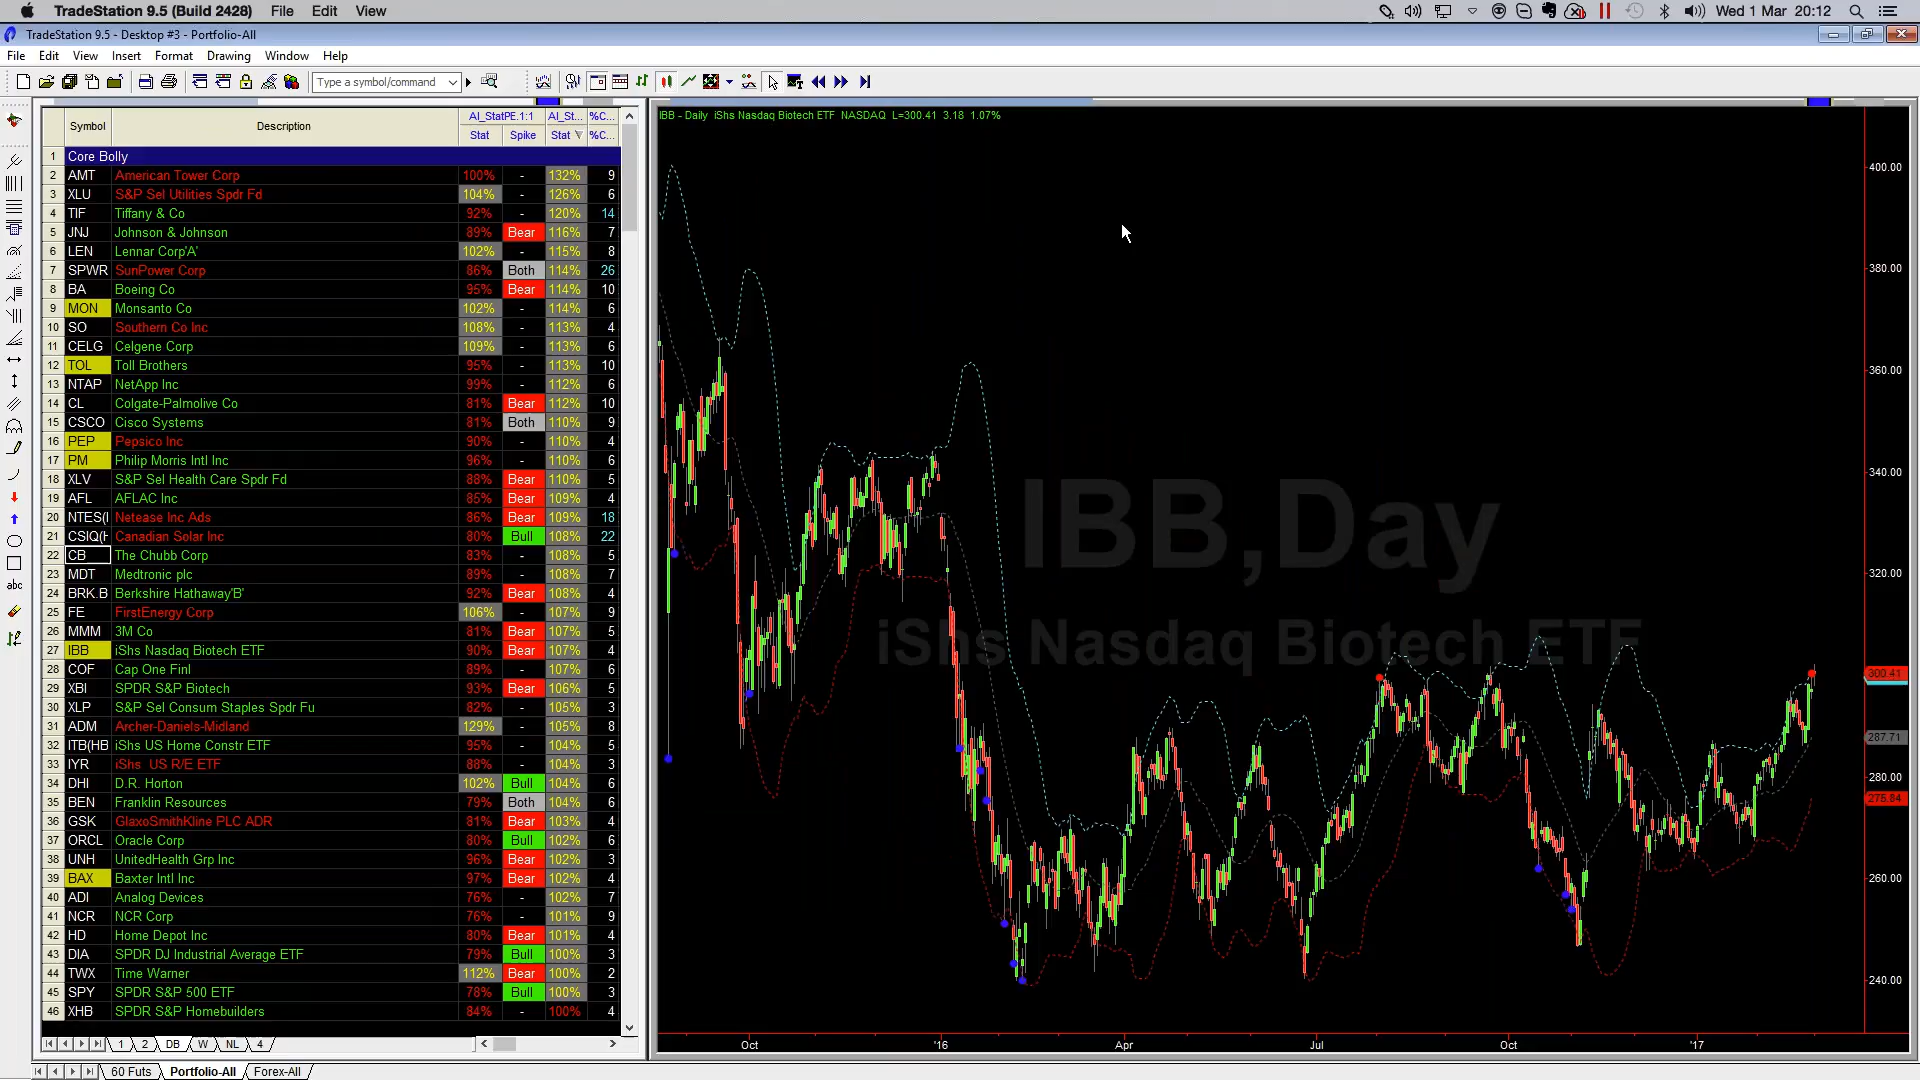 TradeStation 9.5 (Build 2428) File Edit View Wed 1 Mar 20:12
TradeStation 9.5 - Desktop #3 - Portfolio-All
File Edit View Insert Format Drawing Window Help
Type a symbol/command
Symbol Description AI_StatPE.1:1 AI_St... %C...
Stat Spike Stat %C...
1 Core Bolly
2 AMT American Tower Corp 100% - 132% 9
3 XLU S&P Sel Utilities Spdr Fd 104% - 126% 6
4 TIF Tiffany & Co 92% - 120% 14
5 JNJ Johnson & Johnson 89% Bear 116% 7
6 LEN Lennar Corp'A' 102% - 115% 8
7 SPWR SunPower Corp 86% Both 114% 26
8 BA Boeing Co 95% Bear 114% 10
9 MON Monsanto Co 102% - 114% 6
10 SO Southern Co Inc 108% - 113% 4
11 CELG Celgene Corp 109% - 113% 6
12 TOL Toll Brothers 95% - 113% 10
13 NTAP NetApp Inc 99% - 112% 6
14 CL Colgate-Palmolive Co 81% Bear 112% 10
15 CSCO Cisco Systems 81% Both 110% 9
16 PEP Pepsico Inc 90% - 110% 4
17 PM Philip Morris Intl Inc 96% - 110% 6
18 XLV S&P Sel Health Care Spdr Fd 88% Bear 110% 5
19 AFL AFLAC Inc 85% Bear 109% 4
20 NTES(I Netease Inc Ads 86% Bear 109% 18
21 CSIQ(H Canadian Solar Inc 80% Bull 108% 22
22 CB The Chubb Corp 83% - 108% 5
23 MDT Medtronic plc 89% - 108% 7
24 BRK.B Berkshire Hathaway'B' 92% Bear 108% 4
25 FE FirstEnergy Corp 106% - 107% 9
26 MMM 3M Co 81% Bear 107% 5
27 IBB iShs Nasdaq Biotech ETF 90% Bear 107% 4
28 COF Cap One Finl 89% - 107% 6
29 XBI SPDR S&P Biotech 93% Bear 106% 5
30 XLP S&P Sel Consum Staples Spdr Fu 82% - 105% 3
31 ADM Archer-Daniels-Midland 129% - 105% 8
32 ITB(HB iShs US Home Constr ETF 95% - 104% 5
33 IYR iShs US R/E ETF 88% - 104% 3
34 DHI D.R. Horton 102% Bull 104% 6
35 BEN Franklin Resources 79% Both 104% 6
36 GSK GlaxoSmithKline PLC ADR 81% Bear 103% 4
37 ORCL Oracle Corp 80% Bull 102% 6
38 UNH UnitedHealth Grp Inc 96% Bear 102% 3
39 BAX Baxter Intl Inc 97% Bear 102% 4
40 ADI Analog Devices 76% - 102% 7
41 NCR NCR Corp 76% - 101% 9
42 HD Home Depot Inc 80% Bear 101% 4
43 DIA SPDR DJ Industrial Average ETF 79% Bull 100% 3
44 TWX Time Warner 112% Bear 100% 2
45 SPY SPDR S&P 500 ETF 78% Bull 100% 3
46 XHB SPDR S&P Homebuilders 84% - 100% 4
1 2 DB W NL 4
60 Futs Portfolio-All Forex-All
abc
IBB - Daily iShs Nasdaq Biotech ETF NASDAQ L=300.41 3.18 1.07%
IBB,Day
iShs Nasdaq Biotech ETF
400.00
380.00
360.00
340.00
320.00
300.41
287.71
280.00
275.94
260.00
240.00
Oct '16 Apr Jul Oct '17